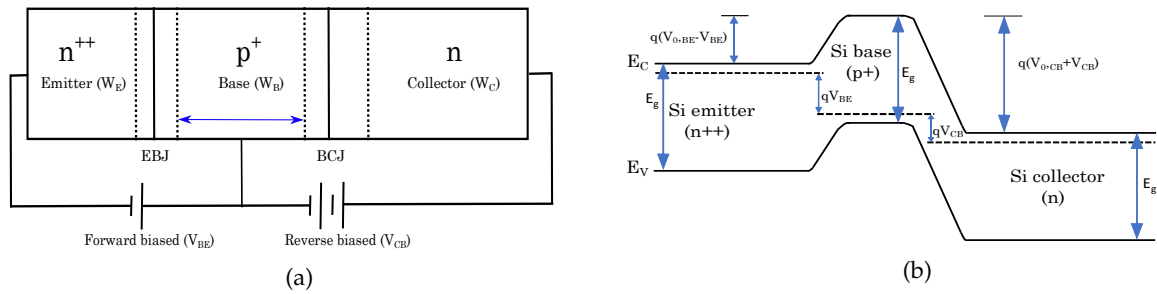 n++
p+
n
Emitter (WE)
Base (WB)
Collector (WC)
EBJ
BCJ
Forward biased (VBE)
Reverse biased (VCB)
(a)
q(V0,BE-VBE)
Si base
(p+)
q(V0,CB+VCB)
EC
Eg
Eg
qVBE
Si emitter
(n++)
qVCB
EV
Si collector
(n)
Eg
(b)